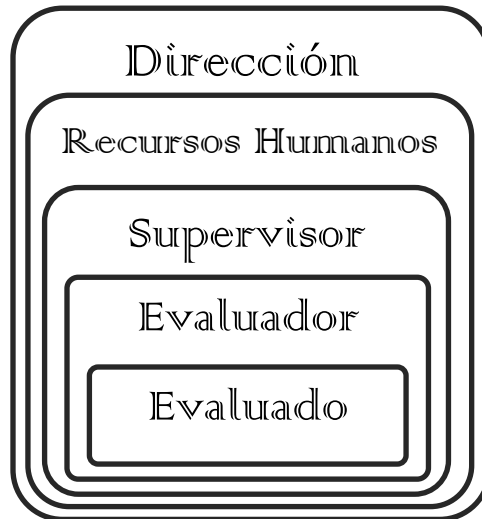 Dirección
Recursos Humanos
Supervisor
Evaluador
Evaluado